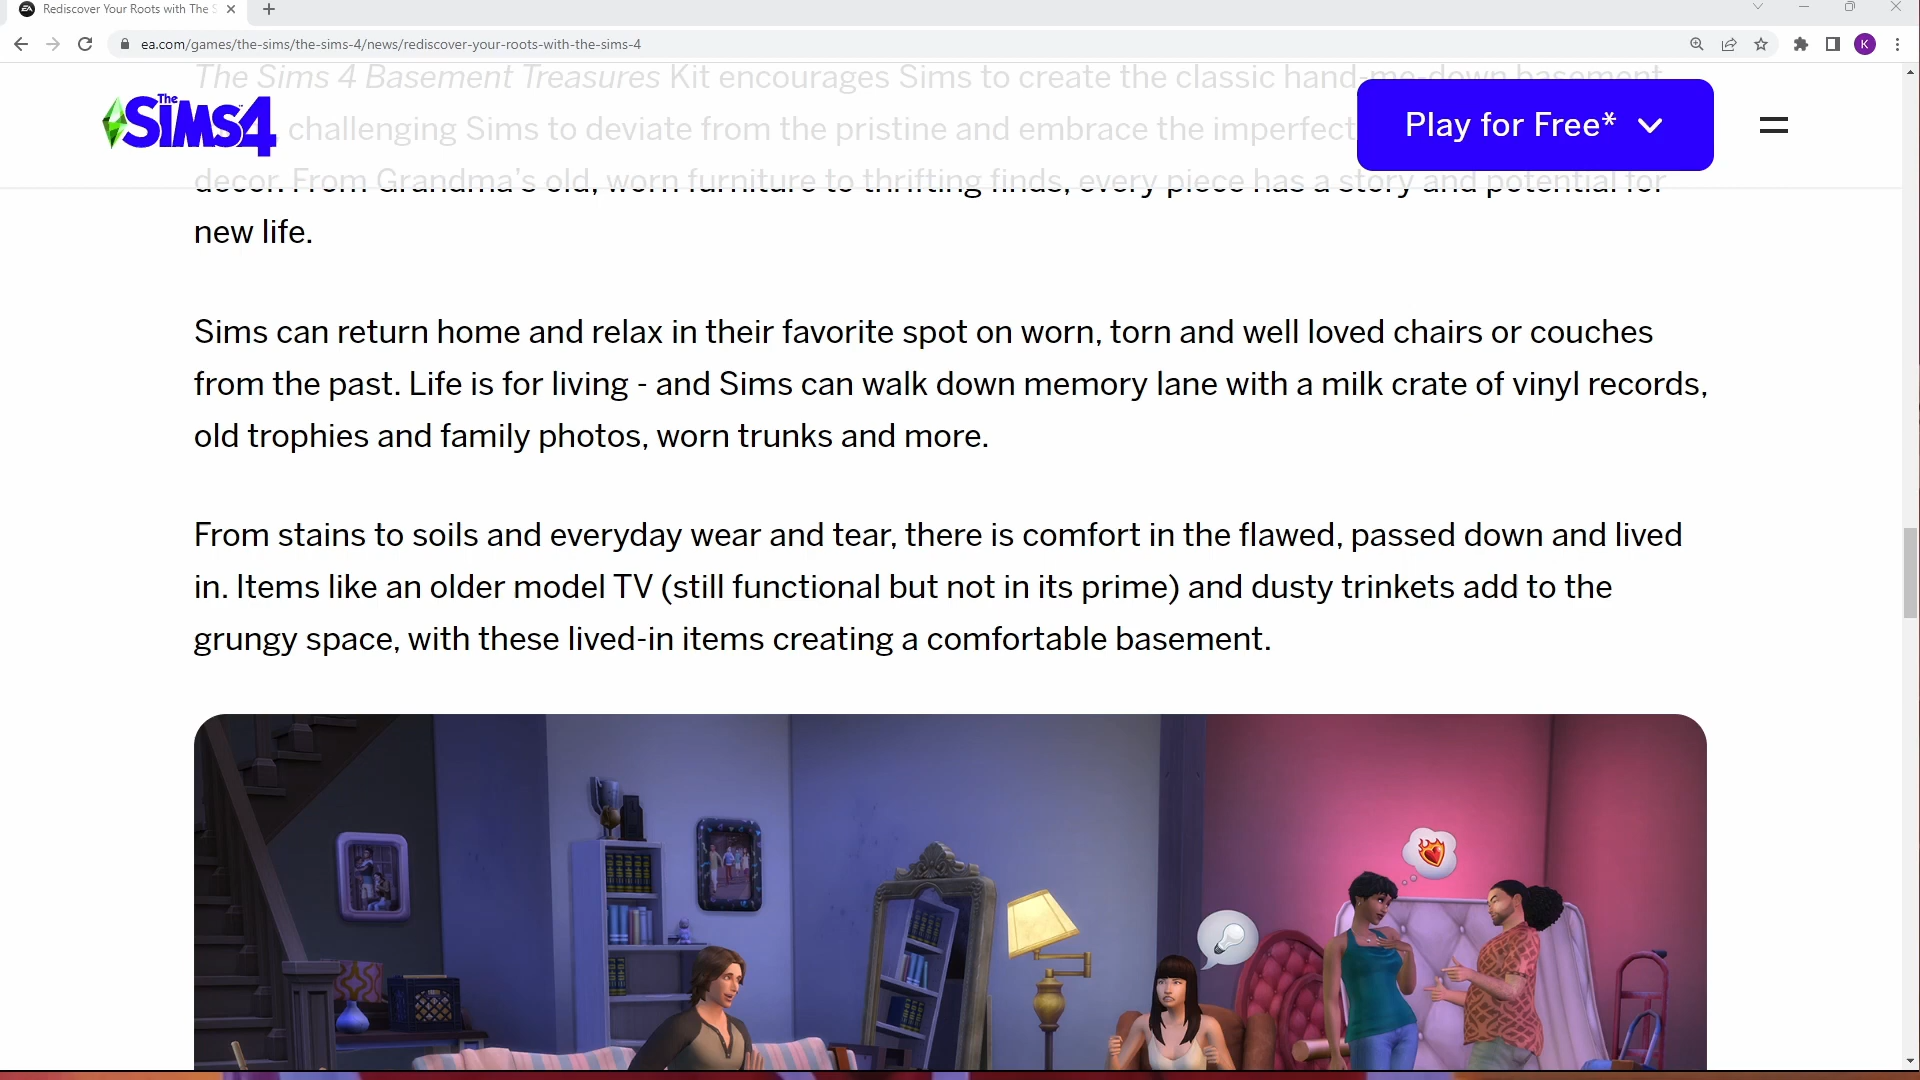 Rediscover Your Roots with The S
ea.com/games/the-sims/the-sims-4/news/rediscover-your-roots-with-the-sims-4
K
The Sims 4 Basement Treasures Kit encourages Sims to create the classic hand-me-down basement,
The Sims 4
challenging Sims to deviate from the pristine and embrace the imperfect
Play for Free*
decor. From Grandma's old, worn furniture to thrifting finds, every piece has a story and potential for
new life.
Sims can return home and relax in their favorite spot on worn, torn and well loved chairs or couches
from the past. Life is for living - and Sims can walk down memory lane with a milk crate of vinyl records,
old trophies and family photos, worn trunks and more.
From stains to soils and everyday wear and tear, there is comfort in the flawed, passed down and lived
in. Items like an older model TV (still functional but not in its prime) and dusty trinkets add to the
grungy space, with these lived-in items creating a comfortable basement.